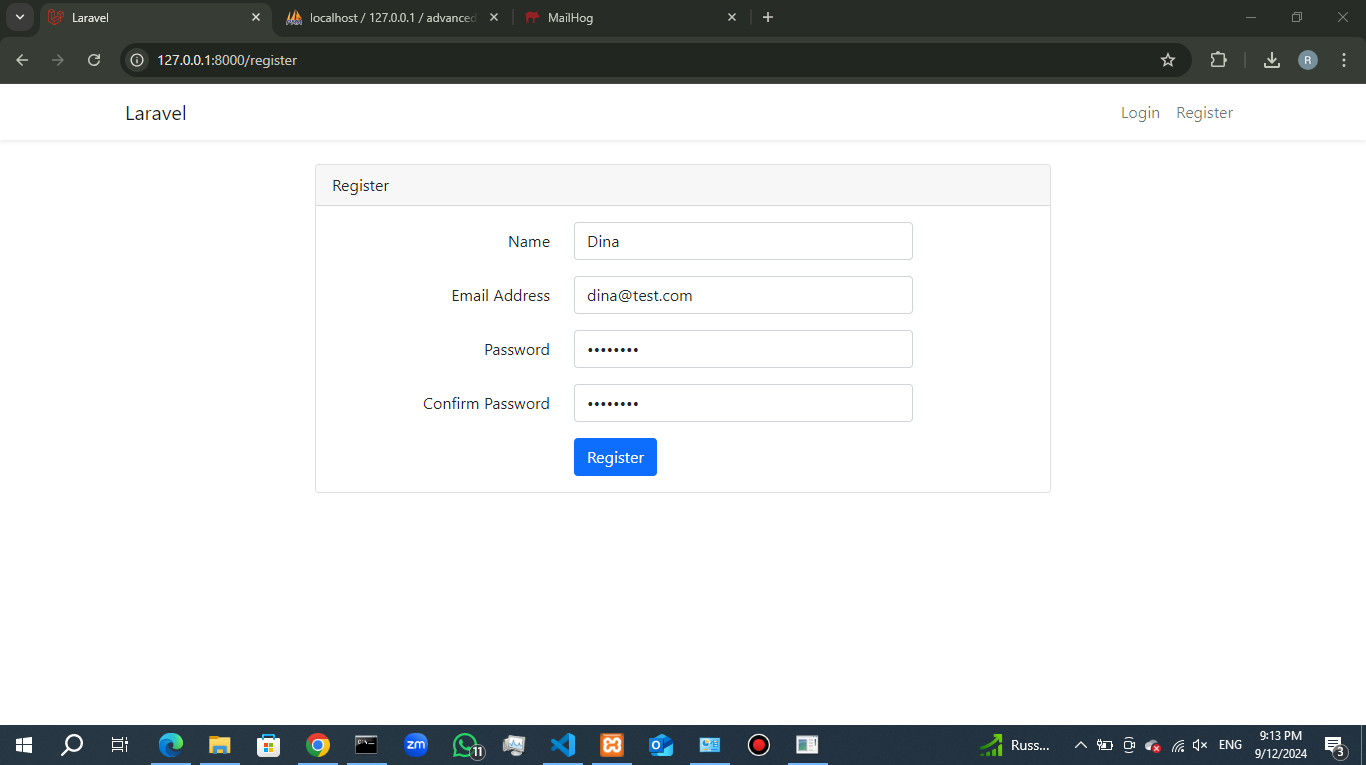 Laravel
localhost / 127.0.0.1 / advanced
MailHog
127.0.0.1:8000/register
R
Laravel
Login Register
Register
Name Dina
Email Address dina@test.com
Password ••••••••
Confirm Password ••••••••
Register
zm
11
Russ...
ENG
9:13 PM
9/12/2024
3